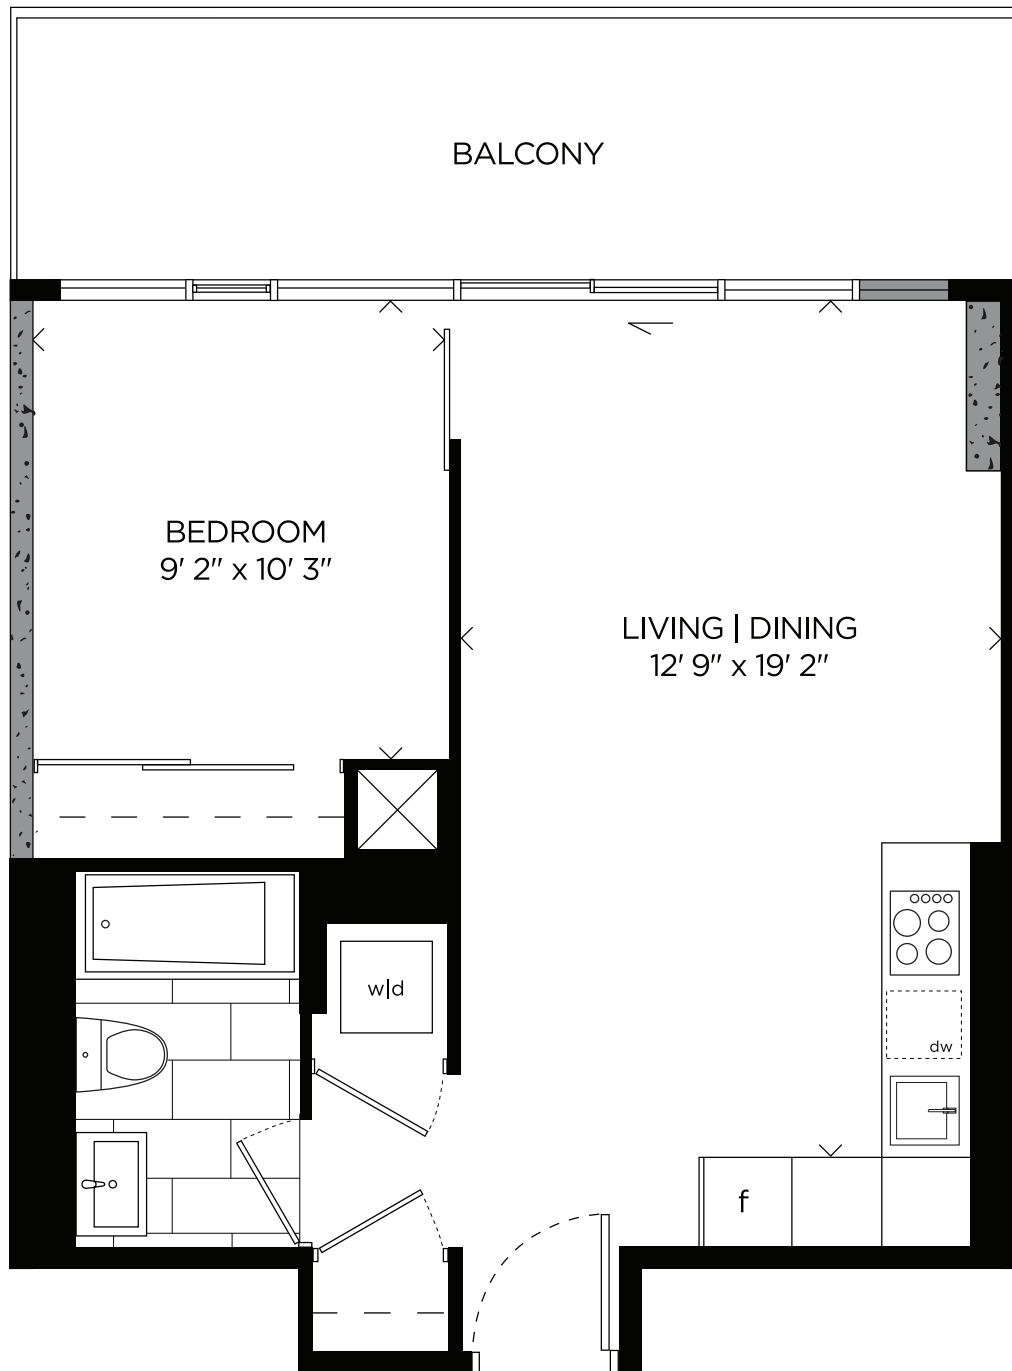 BALCONY
BEDROOM
9' 2" x 10' 3"
LIVING | DINING
12' 9" x 19' 2"
w|d
dw
f